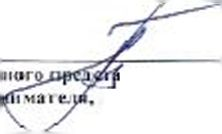 ного предста
нимателя,